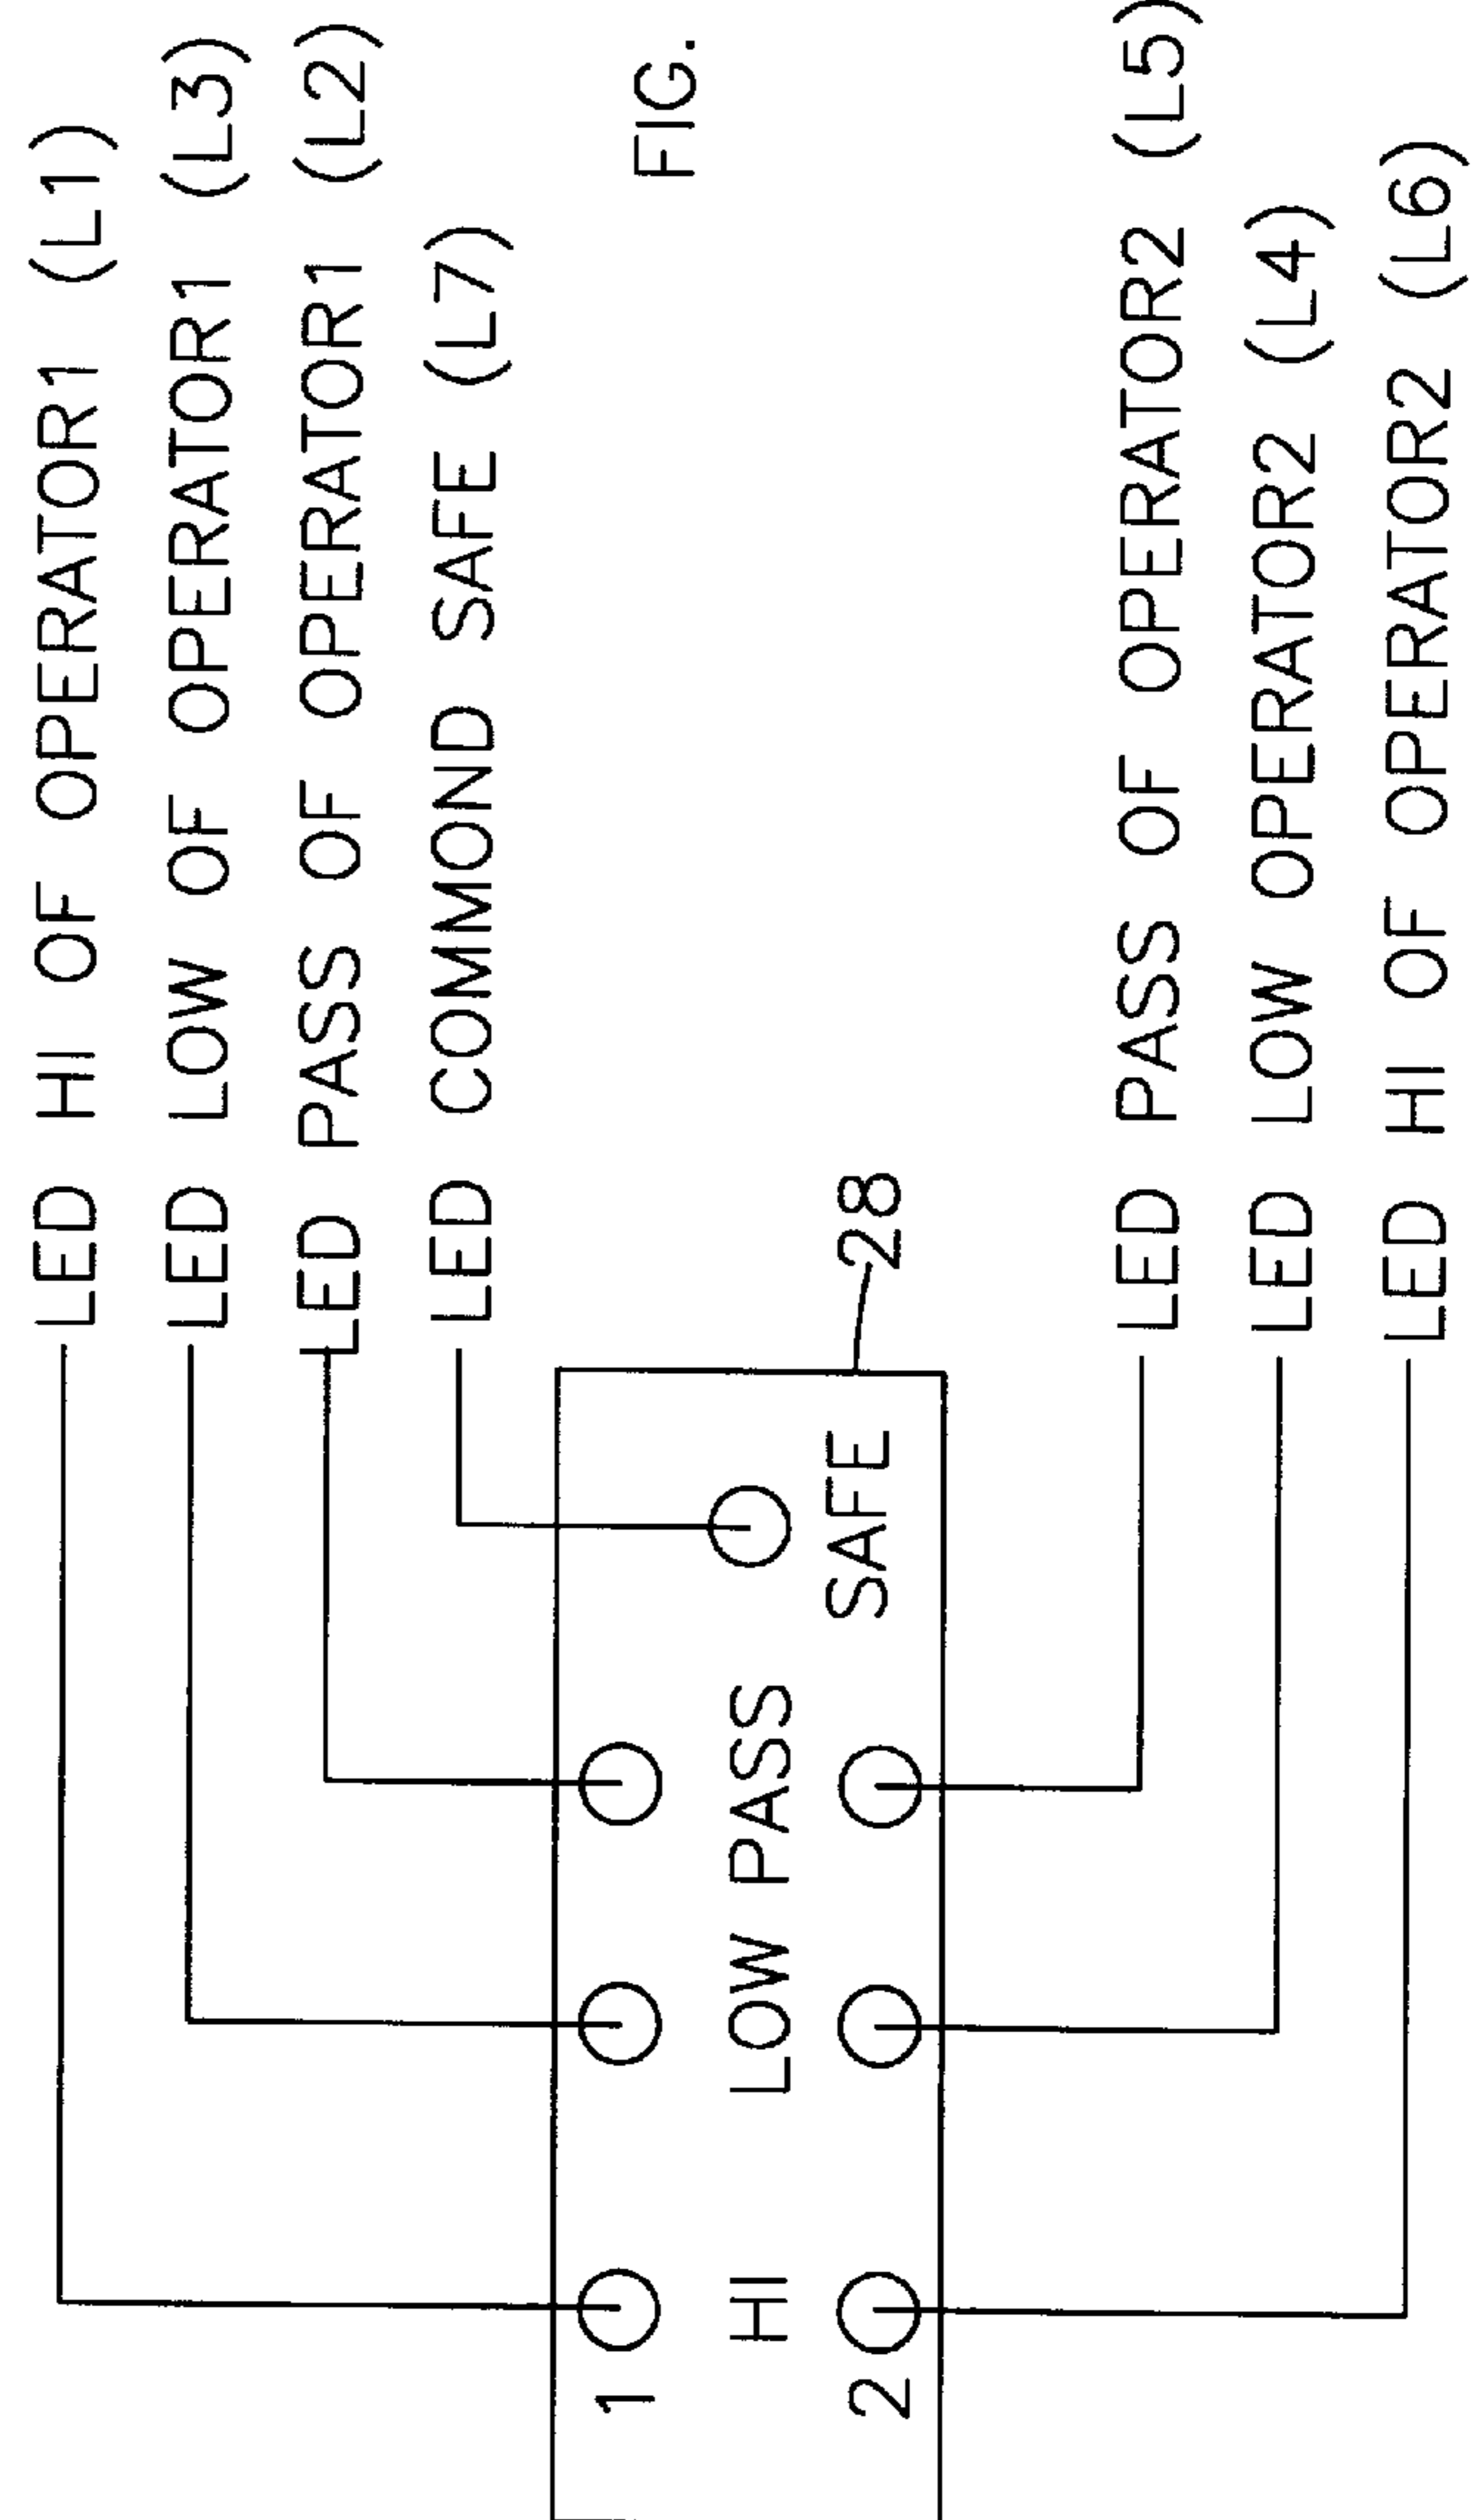 LED HI OF OPERATOR1 (L1)
LED LOW OF OPERATOR1 (L3)
LED PASS OF OPERATOR1 (L2)
LED COMMOND SAFE (L7)
FIG.
1
HI LOW PASS
SAFE
2
28
LED PASS OF OPERATOR2 (L5)
LED LOW OPERATOR2 (L4)
LED HI OF OPERATOR2 (L6)